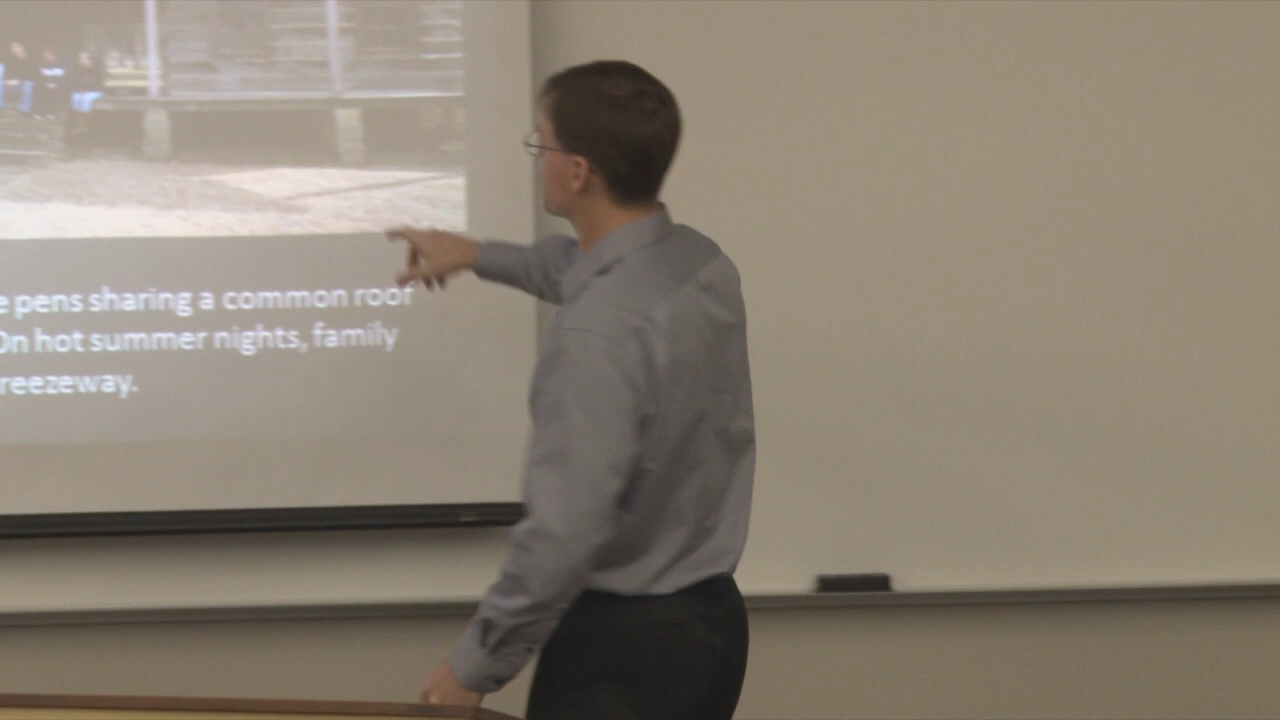 e pens sharing a common roof
On hot summer nights, family
reezeway.